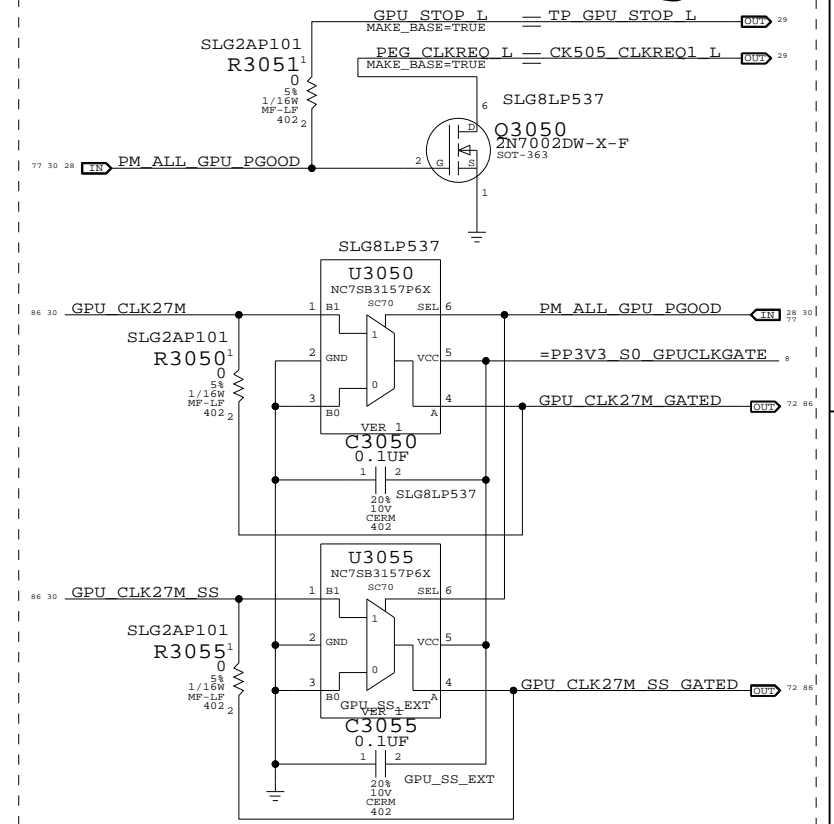 GPU_STOP_L TP_GPU_STOP_L OUT 29
MAKE_BASE=TRUE
PEG_CLKREQ_L CK505_CLKREQ1_L OUT 29
MAKE_BASE=TRUE
SLG2AP101
R3051 1
0
5%
1/16W
MF-LF
402 2
6 SLG8LP537
D
Q3050
2N7002DW-X-F
SOT-363
77 30 28 IN PM_ALL_GPU_PGOOD 2 G S
1
SLG8LP537
U3050
NC7SB3157P6X
SC70
86 30 GPU_CLK27M 1 B1 SEL 6 PM_ALL_GPU_PGOOD IN 28 30
77
1
SLG2AP101
R3050 1
0
5%
1/16W
MF-LF
402 2
2 GND VCC 5 =PP3V3_S0_GPUCLKGATE 8
0
3 B0 A 4 GPU_CLK27M_GATED OUT 72 86
VER 1
C3050
0.1UF
1 2
SLG8LP537
20%
10V
CERM
402
U3055
NC7SB3157P6X
SC70
86 30 GPU_CLK27M_SS 1 B1 SEL 6
1
SLG2AP101
R3055 1
0
5%
1/16W
MF-LF
402 2
2 GND VCC 5
0
3 B0 A 4 GPU_CLK27M_SS_GATED OUT 72 86
GPU_SS_EXT
VER 1
C3055
0.1UF
1 2
GPU_SS_EXT
20%
10V
CERM
402